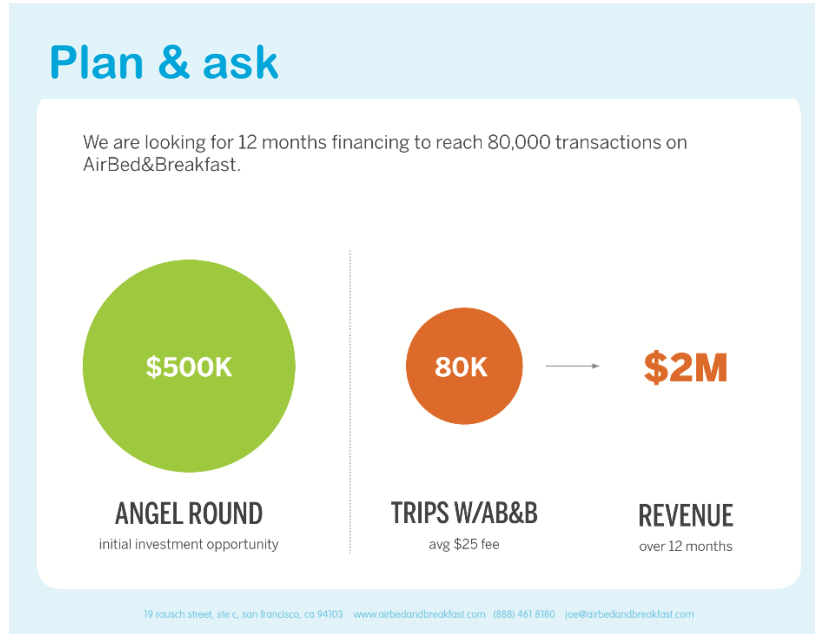 Plan & ask
We are looking for 12 months financing to reach 80,000 transactions on
AirBed&Breakfast.
$500K
80K
$2M
ANGEL ROUND
initial investment opportunity
TRIPS W/AB&B
avg $25 fee
REVENUE
over 12 months
19 rausch street, ste c, san francisco, ca 94103 www.airbedandbreakfast.com (888) 461 8180 joe@airbedandbreakfast.com